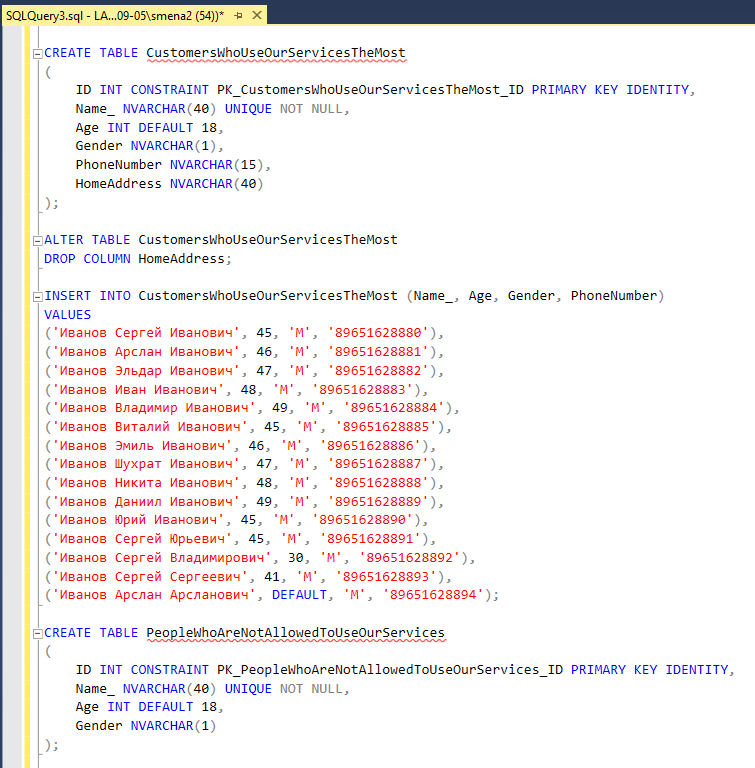 SQLQuery3.sql - LA...09-05\smena2 (54))*
CREATE TABLE CustomersWhoUseOurServicesTheMost
(
ID INT CONSTRAINT PK_CustomersWhoUseOurServicesTheMost_ID PRIMARY KEY IDENTITY,
Name_ NVARCHAR(40) UNIQUE NOT NULL,
Age INT DEFAULT 18,
Gender NVARCHAR(1),
PhoneNumber NVARCHAR(15),
HomeAddress NVARCHAR(40)
);
ALTER TABLE CustomersWhoUseOurServicesTheMost
DROP COLUMN HomeAddress;
INSERT INTO CustomersWhoUseOurServicesTheMost (Name_, Age, Gender, PhoneNumber)
VALUES
('Иванов Сергей Иванович', 45, 'М', '89651628880'),
('Иванов Арслан Иванович', 46, 'М', '89651628881'),
('Иванов Эльдар Иванович', 47, 'М', '89651628882'),
('Иванов Иван Иванович', 48, 'М', '89651628883'),
('Иванов Владимир Иванович', 49, 'М', '89651628884'),
('Иванов Виталий Иванович', 45, 'М', '89651628885'),
('Иванов Эмиль Иванович', 46, 'М', '89651628886'),
('Иванов Шухрат Иванович', 47, 'М', '89651628887'),
('Иванов Никита Иванович', 48, 'М', '89651628888'),
('Иванов Даниил Иванович', 49, 'М', '89651628889'),
('Иванов Юрий Иванович', 45, 'М', '89651628890'),
('Иванов Сергей Юрьевич', 45, 'М', '89651628891'),
('Иванов Сергей Владимирович', 30, 'М', '89651628892'),
('Иванов Сергей Сергеевич', 41, 'М', '89651628893'),
('Иванов Арслан Арсланович', DEFAULT, 'М', '89651628894');
CREATE TABLE PeopleWhoAreNotAllowedToUseOurServices
(
ID INT CONSTRAINT PK_PeopleWhoAreNotAllowedToUseOurServices_ID PRIMARY KEY IDENTITY,
Name_ NVARCHAR(40) UNIQUE NOT NULL,
Age INT DEFAULT 18,
Gender NVARCHAR(1)
);